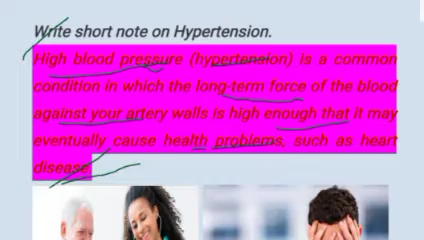 Write short note on Hypertension.
High blood pressure (hypertension) is a common
condition in which the long-term force of the blood
against your artery walls is high enough that it may
eventually cause health problems, such as heart
disease